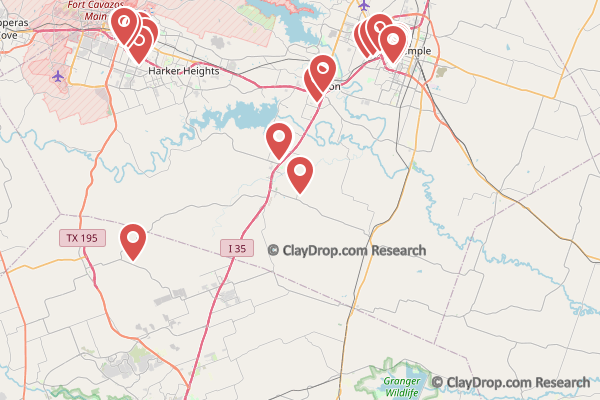 Fort Cavazos
Main
peras
ove
Harker Heights
mple
on
TX 195
I 35
© ClayDrop.com Research
Granger
Wildlife
© ClayDrop.com Research